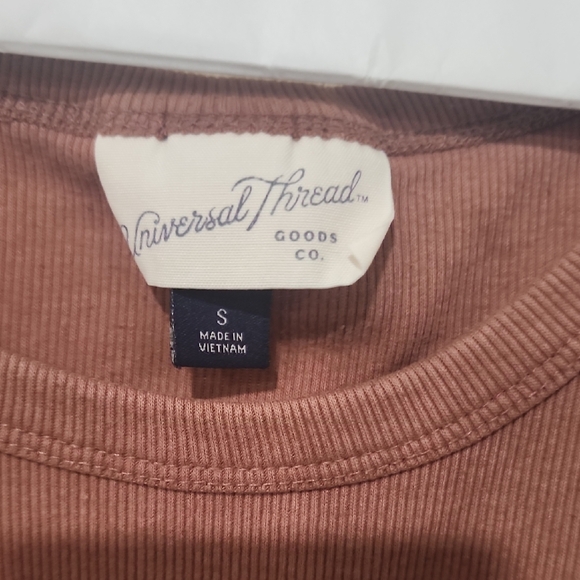 Universal Thread™
GOODS
CO.
S
MADE IN
VIETNAM